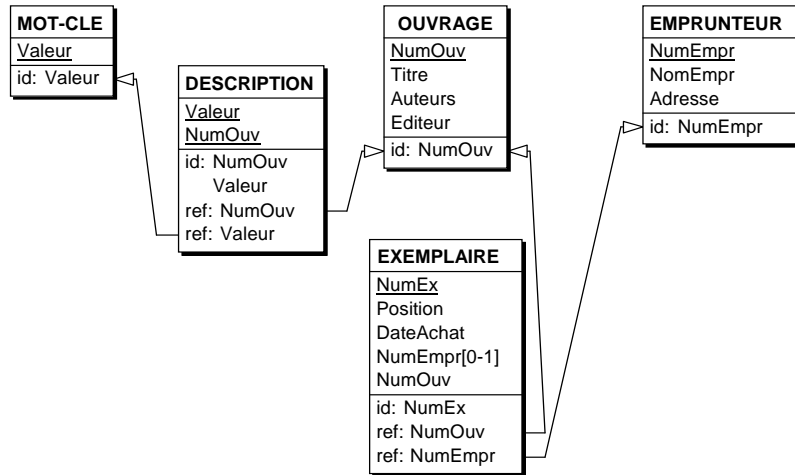 MOT-CLE
Valeur
id: Valeur
DESCRIPTION
Valeur
NumOuv
id: NumOuv
Valeur
ref: NumOuv
ref: Valeur
OUVRAGE
NumOuv
Titre
Auteurs
Editeur
id: NumOuv
EXEMPLAIRE
NumEx
Position
DateAchat
NumEmpr[0-1]
NumOuv
id: NumEx
ref: NumOuv
ref: NumEmpr
EMPRUNTEUR
NumEmpr
NomEmpr
Adresse
id: NumEmpr